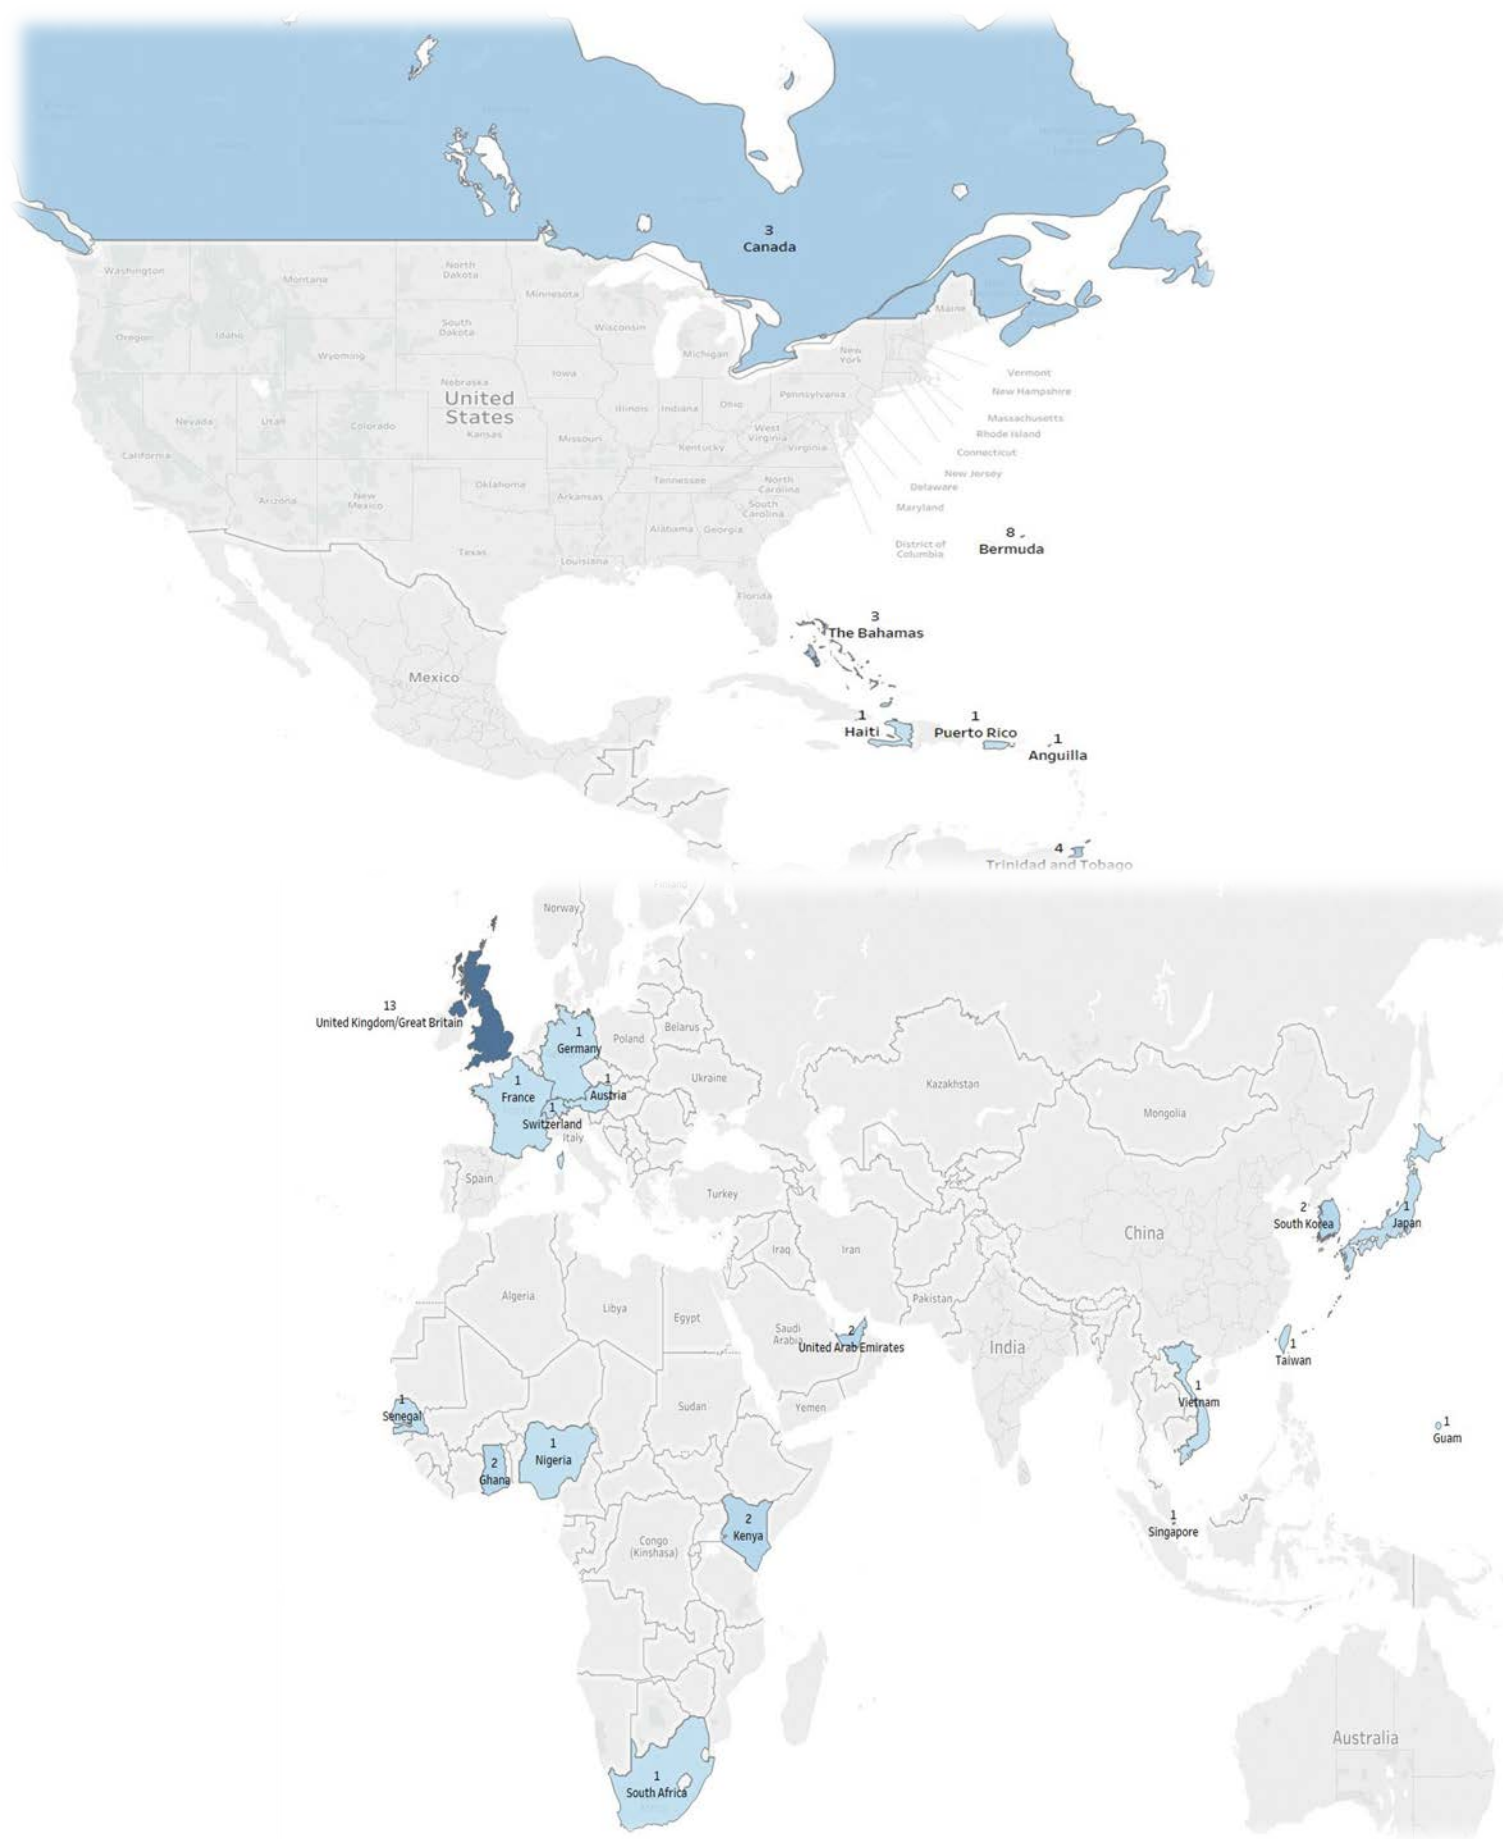 3
Canada
Washington
Montana
North
Dakota
Minnesota
Maine
Oregon
Idaho
South
Dakota
Wisconsin
Wyoming
Michigan
New
York
Vermont
Iowa
Nebraska
New Hampshire
United
States
Pennsylvania
Illinois
Indiana
Ohio
Massachusetts
Nevada
Utah
Colorado
Kansas
Missouri
West
Virginia
Rhode Island
Kentucky
Virginia
California
Connecticut
New Jersey
Oklahoma
Tennessee
North
Carolina
Delaware
Arizona
New
Mexico
Arkansas
South
Carolina
Maryland
Alabama
Georgia
8
Bermuda
District of
Columbia
Texas
Louisiana
Florida
3
The Bahamas
Mexico
1
Haiti
1
Puerto Rico
1
Anguilla
4
Trinidad and Tobago
Finland
Norway
13
United Kingdom/Great Britain
1
Germany
Poland
Belarus
1
France
1
Austria
Ukraine
Kazakhstan
1
Switzerland
Italy
Mongolia
Spain
Turkey
2
South Korea
1
Japan
China
Iraq
Iran
Algeria
Libya
Egypt
Pakistan
Saudi
Arabia
2
United Arab Emirates
India
1
Taiwan
1
Senegal
Sudan
Yemen
1
Vietnam
1
Guam
1
Nigeria
2
Ghana
2
Kenya
1
Singapore
Congo
(Kinshasa)
Australia
1
South Africa